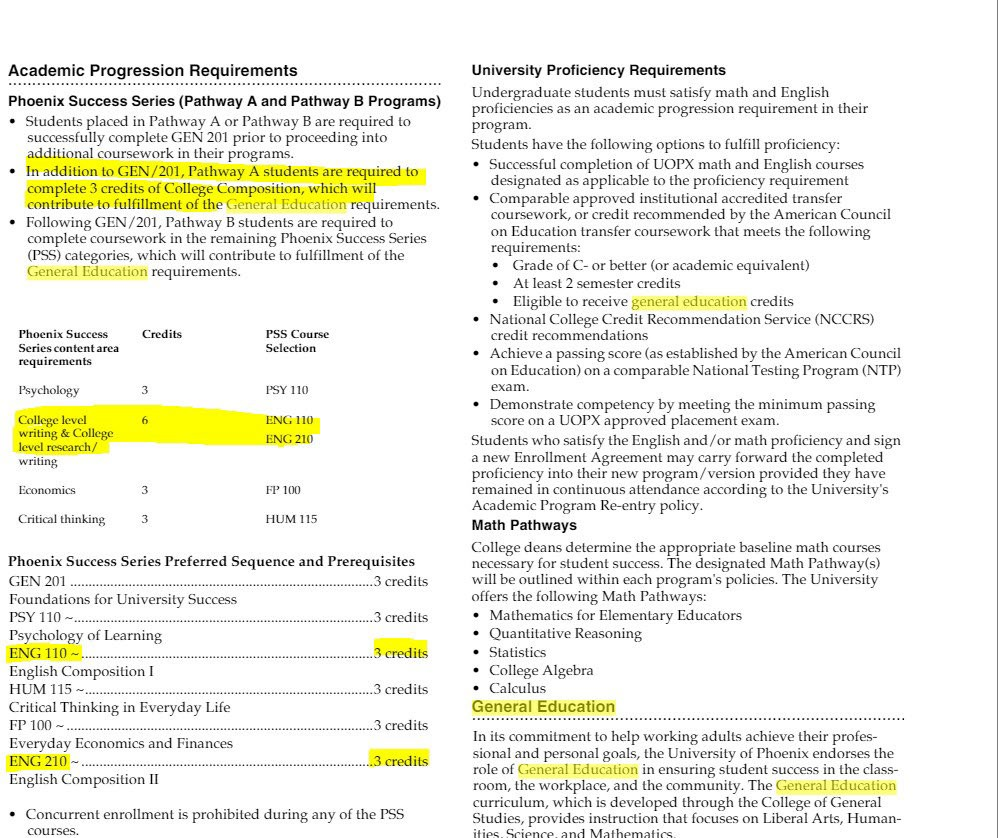 Academic Progression Requirements
Phoenix Success Series (Pathway A and Pathway B Programs)
• Students placed in Pathway A or Pathway B are required to
successfully complete GEN 201 prior to proceeding into
additional coursework in their programs.
• In addition to GEN/201, Pathway A students are required to
complete 3 credits of College Composition, which will
contribute to fulfillment of the General Education requirements.
• Following GEN/201, Pathway B students are required to
complete coursework in the remaining Phoenix Success Series
(PSS) categories, which will contribute to fulfillment of the
General Education requirements.
Phoenix Success Credits PSS Course
Series content area Selection
requirements
Psychology 3 PSY 110
College level 6 ENG 110
writing & College ENG 210
level research/
writing
Economics 3 FP 100
Critical thinking 3 HUM 115
Phoenix Success Series Preferred Sequence and Prerequisites
GEN 201 ........................................................................3 credits
Foundations for University Success
PSY 110 ~.......................................................................3 credits
Psychology of Learning
ENG 110 ~......................................................................3 credits
English Composition I
HUM 115 ~.....................................................................3 credits
Critical Thinking in Everyday Life
FP 100 ~.........................................................................3 credits
Everyday Economics and Finances
ENG 210 ~......................................................................3 credits
English Composition II
• Concurrent enrollment is prohibited during any of the PSS
courses.
University Proficiency Requirements
Undergraduate students must satisfy math and English
proficiencies as an academic progression requirement in their
program.
Students have the following options to fulfill proficiency:
• Successful completion of UOPX math and English courses
designated as applicable to the proficiency requirement
• Comparable approved institutional accredited transfer
coursework, or credit recommended by the American Council
on Education transfer coursework that meets the following
requirements:
• Grade of C- or better (or academic equivalent)
• At least 2 semester credits
• Eligible to receive general education credits
• National College Credit Recommendation Service (NCCRS)
credit recommendations
• Achieve a passing score (as established by the American Council
on Education) on a comparable National Testing Program (NTP)
exam.
• Demonstrate competency by meeting the minimum passing
score on a UOPX approved placement exam.
Students who satisfy the English and/or math proficiency and sign
a new Enrollment Agreement may carry forward the completed
proficiency into their new program/version provided they have
remained in continuous attendance according to the University's
Academic Program Re-entry policy.
Math Pathways
College deans determine the appropriate baseline math courses
necessary for student success. The designated Math Pathway(s)
will be outlined within each program's policies. The University
offers the following Math Pathways:
• Mathematics for Elementary Educators
• Quantitative Reasoning
• Statistics
• College Algebra
• Calculus
General Education
In its commitment to help working adults achieve their profes-
sional and personal goals, the University of Phoenix endorses the
role of General Education in ensuring student success in the class-
room, the workplace, and the community. The General Education
curriculum, which is developed through the College of General
Studies, provides instruction that focuses on Liberal Arts, Human-
ities, Science, and Mathematics.